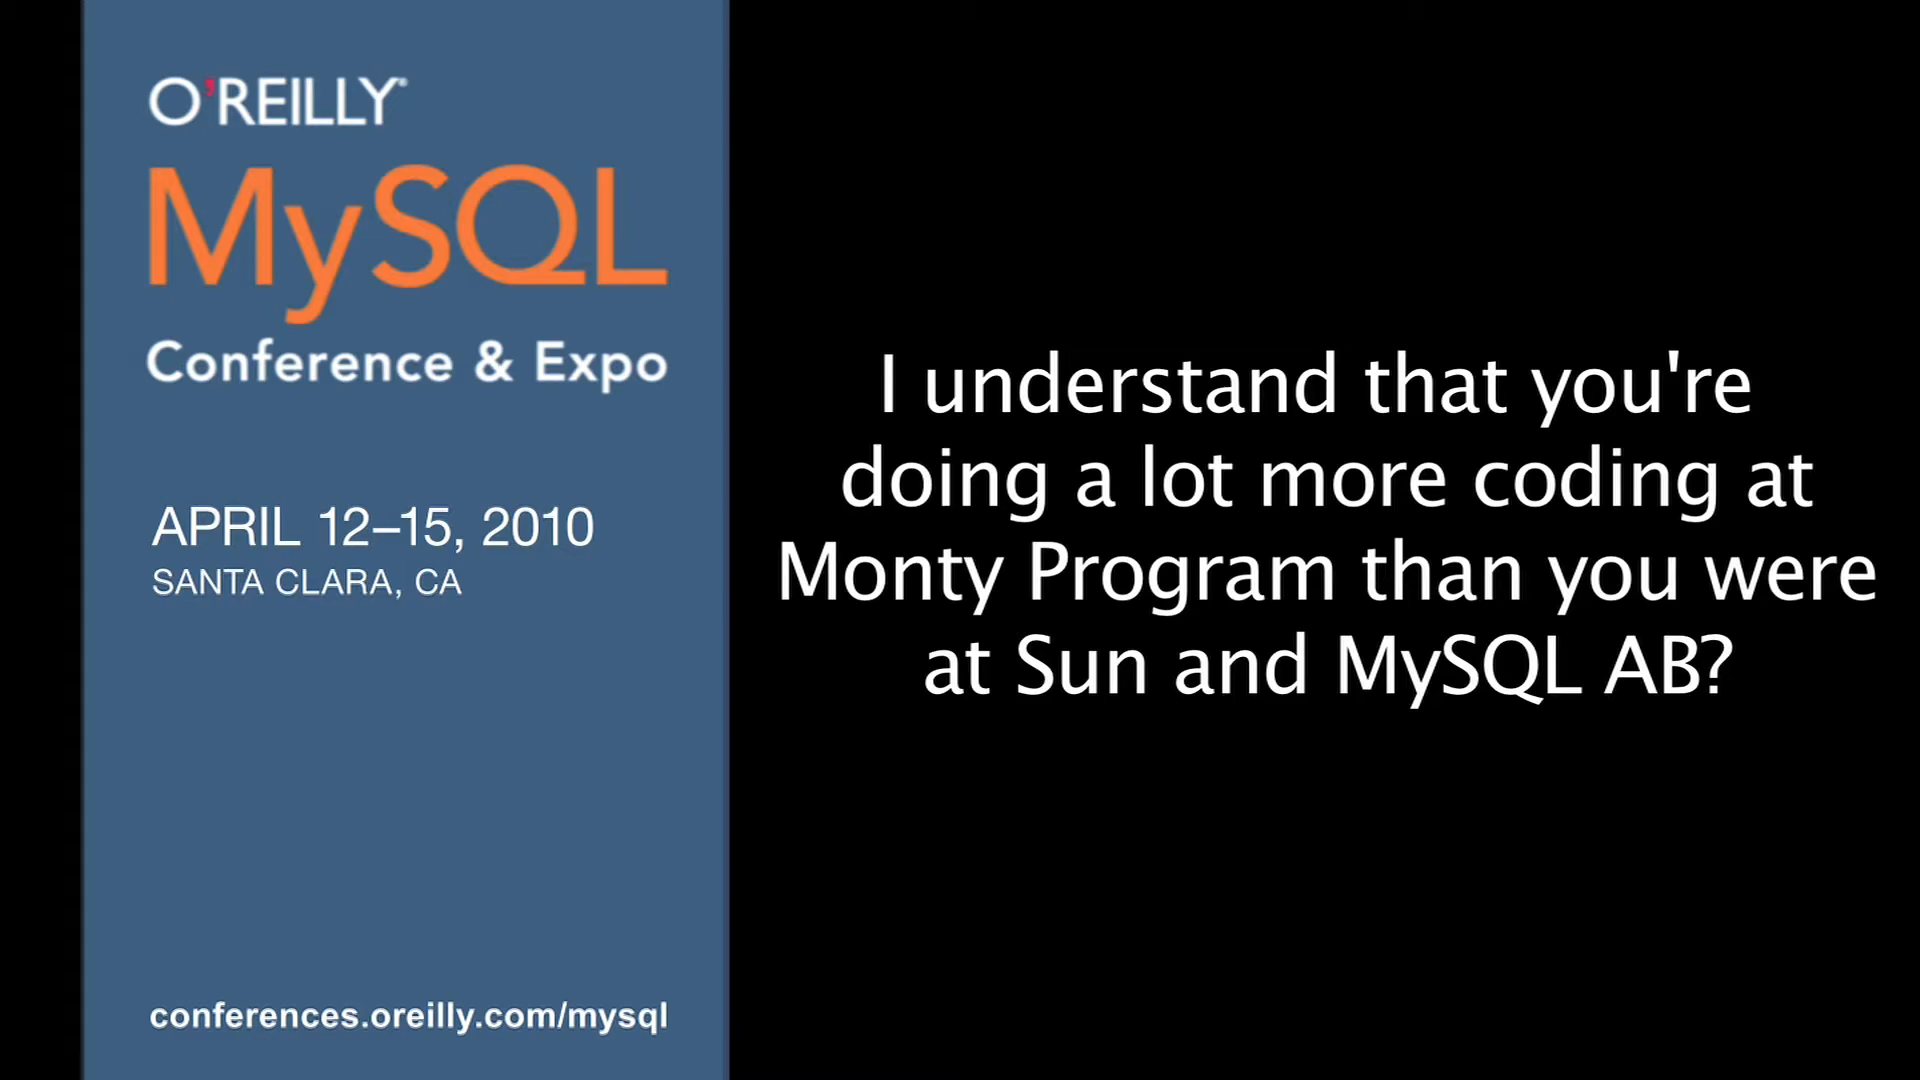 O'REILLY®
MySQL
Conference & Expo
APRIL 12–15, 2010
SANTA CLARA, CA
conferences.oreilly.com/mysql
I understand that you're
doing a lot more coding at
Monty Program than you were
at Sun and MySQL AB?